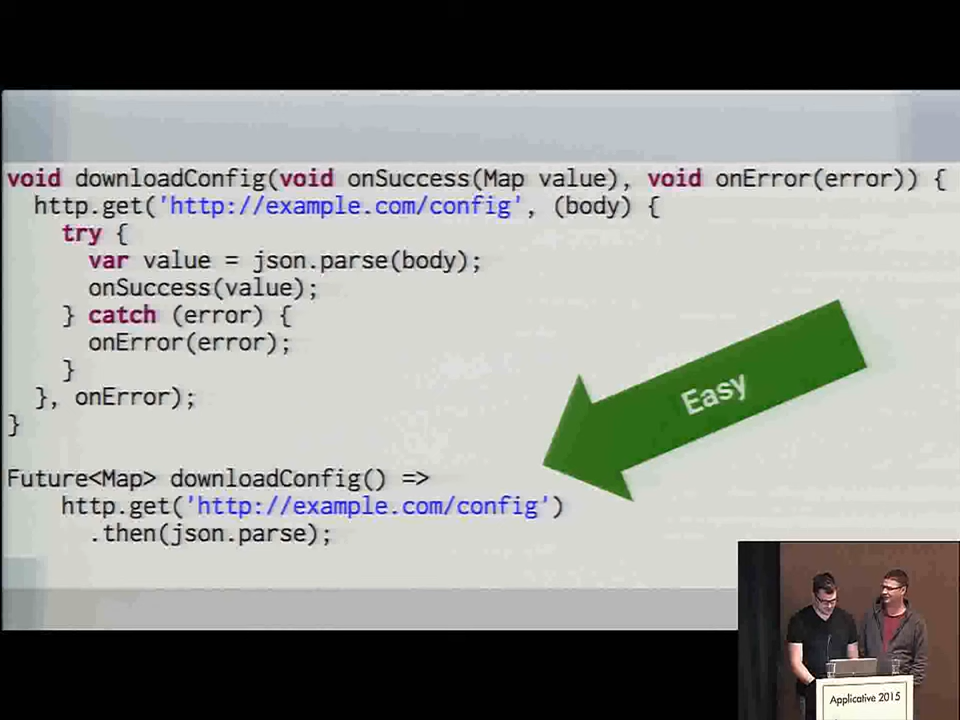 void downloadConfig(void onSuccess(Map value), void onError(error)) {
  http.get('http://example.com/config', (body) {
    try {
      var value = json.parse(body);
      onSuccess(value);
    } catch (error) {
      onError(error);
    }
  }, onError);
}
Easy
Future<Map> downloadConfig() =>
    http.get('http://example.com/config')
      .then(json.parse);
Applicative 2015